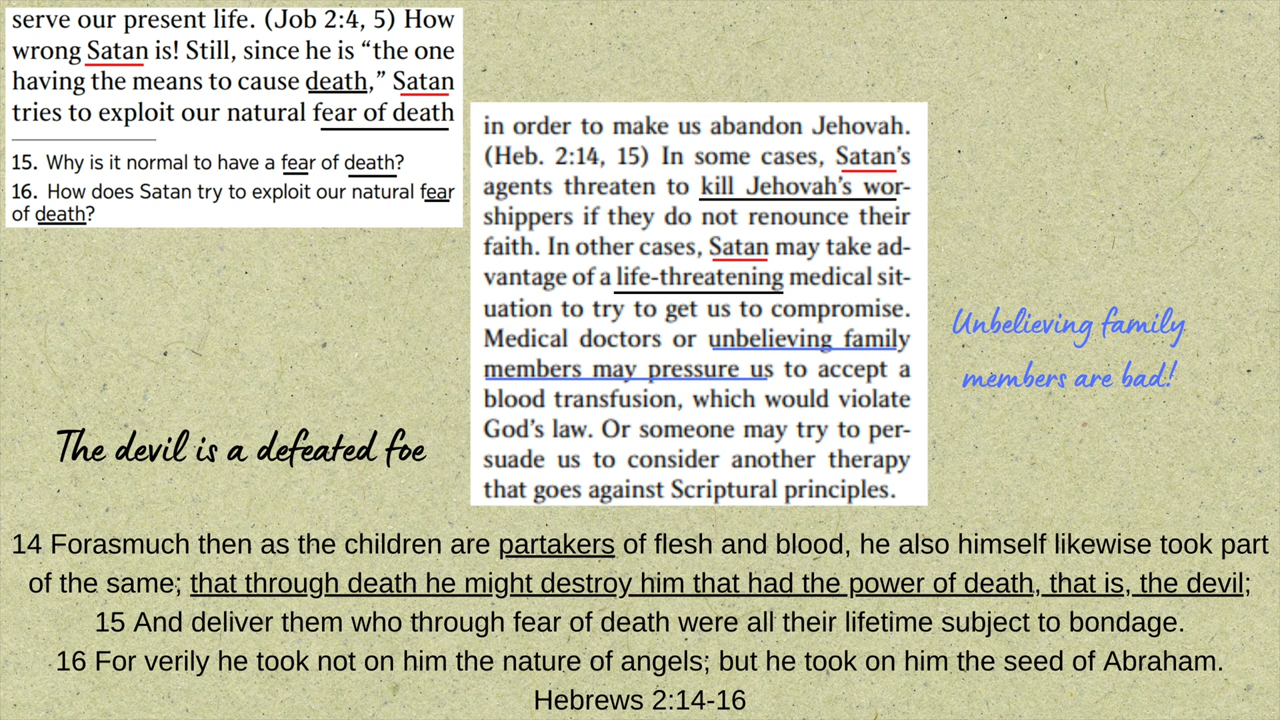 serve our present life. (Job 2:4, 5) How
wrong Satan is! Still, since he is “the one
having the means to cause death,” Satan
tries to exploit our natural fear of death
15. Why is it normal to have a fear of death?
16. How does Satan try to exploit our natural fear
of death?
in order to make us abandon Jehovah.
(Heb. 2:14, 15) In some cases, Satan’s
agents threaten to kill Jehovah’s wor-
shippers if they do not renounce their
faith. In other cases, Satan may take ad-
vantage of a life-threatening medical sit-
uation to try to get us to compromise.
Medical doctors or unbelieving family
members may pressure us to accept a
blood transfusion, which would violate
God’s law. Or someone may try to per-
suade us to consider another therapy
that goes against Scriptural principles.
Unbelieving family
members are bad!
The devil is a defeated foe
14 Forasmuch then as the children are partakers of flesh and blood, he also himself likewise took part
of the same; that through death he might destroy him that had the power of death, that is, the devil;
15 And deliver them who through fear of death were all their lifetime subject to bondage.
16 For verily he took not on him the nature of angels; but he took on him the seed of Abraham.
Hebrews 2:14-16